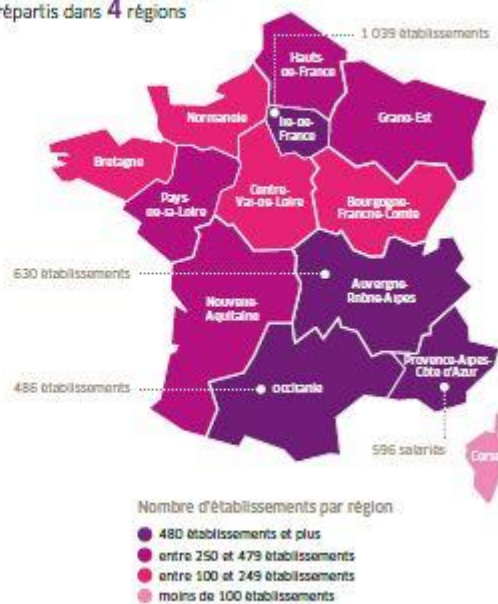 épartis dans 4 régions
1 039 établissements
Hauts-
de-France
Normandie
Île-de-
France
Grand-Est
Bretagne
Pays-
de-la-Loire
Centre-
Val-de-Loire
Bourgogne-
Franche-Comté
630 établissements
Auvergne-
Rhône-Alpes
Nouvelle-
Aquitaine
486 établissements
Occitanie
Provence-Alpes-
Côte d'Azur
596 salariés
Corse
Nombre d'établissements par région
480 établissements et plus
entre 250 et 479 établissements
entre 100 et 249 établissements
moins de 100 établissements